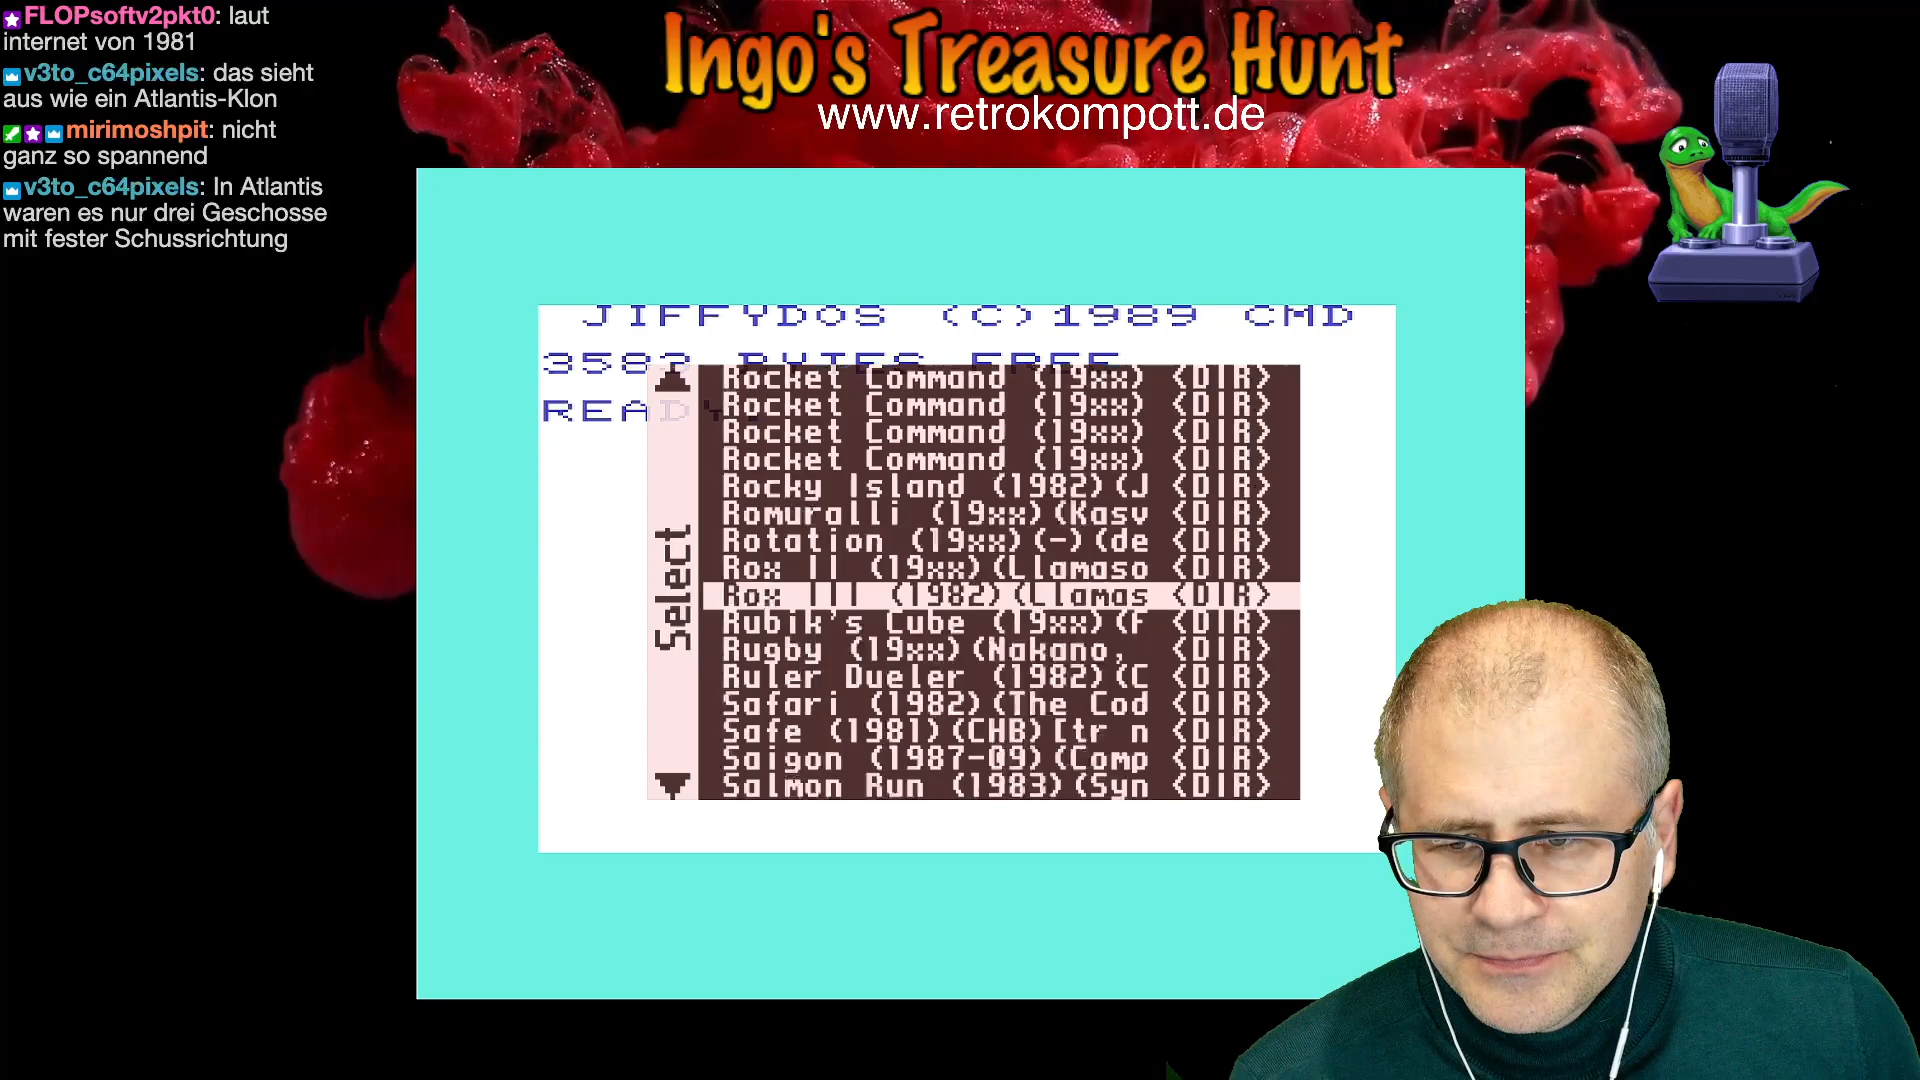 FLOPsoftv2pkt0: laut
internet von 1981
v3to_c64pixels: das sieht
aus wie ein Atlantis-Klon
mirimoshpit: nicht
ganz so spannend
v3to_c64pixels: In Atlantis
waren es nur drei Geschosse
mit fester Schussrichtung
Ingo's Treasure Hunt
www.retrokompott.de
JIFFYDOS (C)1989 CMD
3583 BYTES FREE
READY.
Select
Rocket Command (19xx) <DIR>
Rocket Command (19xx) <DIR>
Rocket Command (19xx) <DIR>
Rocket Command (19xx) <DIR>
Rocky Island (1982)(J <DIR>
Romuralli (19xx)(Kasv <DIR>
Rotation (19xx)(-)(de <DIR>
Rox II (19xx)(Llamaso <DIR>
Rox III (1982)(Llamas <DIR>
Rubik's Cube (19xx)(F <DIR>
Rugby (19xx)(Nakano, <DIR>
Ruler Dueler (1982)(C <DIR>
Safari (1982)(The Cod <DIR>
Safe (1981)(CHB)[tr n <DIR>
Saigon (1987-09)(Comp <DIR>
Salmon Run (1983)(Syn <DIR>